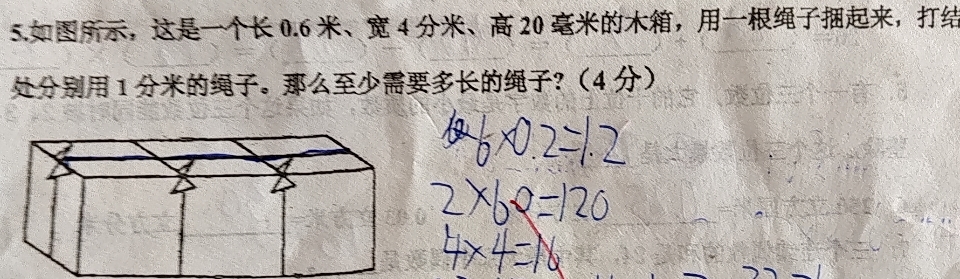 5.如图所示，这是一个长 0.6 米、宽 4 分米、高 20 毫米的木箱，用一根绳子捆起来，打结
处分别用 1 分米的绳子。那么至少需要多长的绳子?（4 分）
6×0.2=1.2
2×60=120
4×4=16